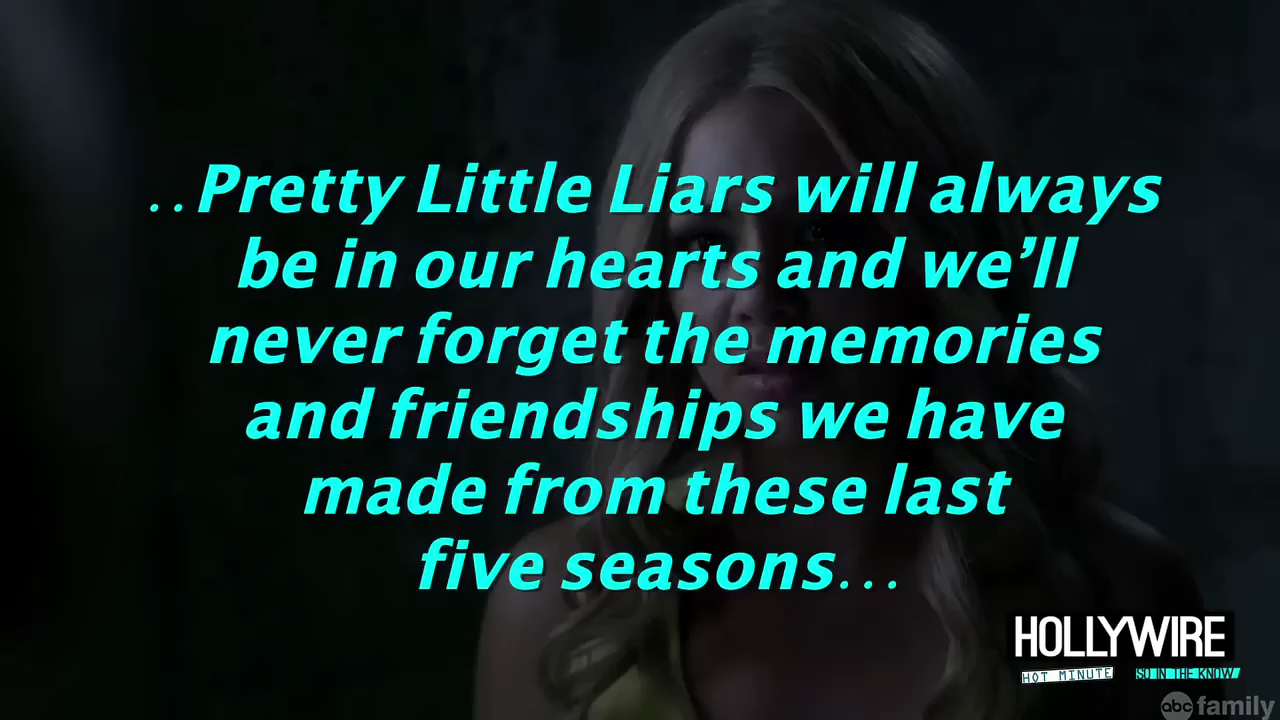 ..Pretty Little Liars will always
be in our hearts and we’ll
never forget the memories
and friendships we have
made from these last
five seasons...
HOLLYWIRE
HOT MINUTE SO IN THE KNOW
abc family